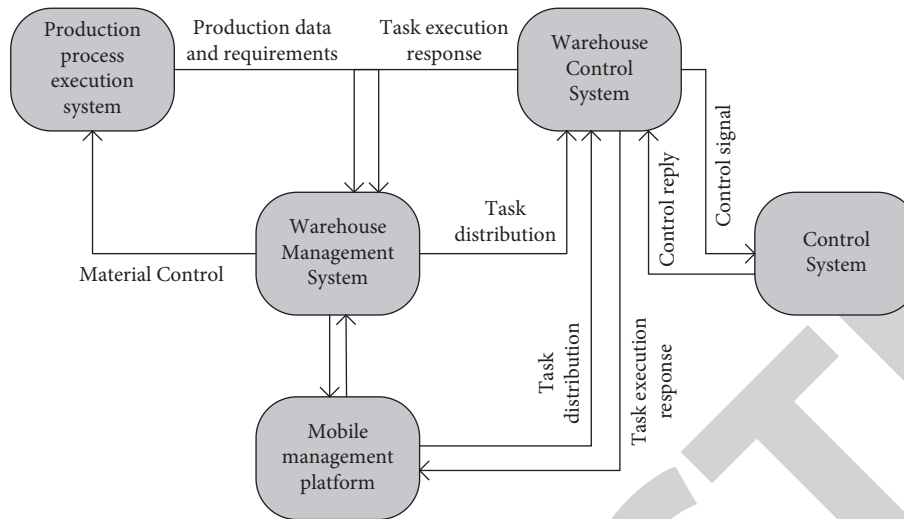 Production
process
execution
system
Production data
and requirements
Task execution
response
Warehouse
Control
System
Control signal
Control reply
Control
System
Warehouse
Management
System
Task
distribution
Material Control
Task
distribution
Task execution
response
Mobile
management
platform